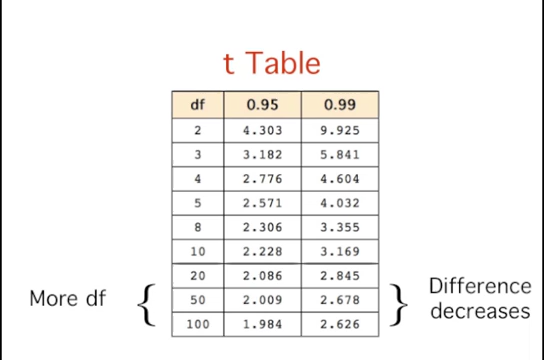 t Table
df 0.95 0.99
2 4.303 9.925
3 3.182 5.841
4 2.776 4.604
5 2.571 4.032
8 2.306 3.355
10 2.228 3.169
20 2.086 2.845
50 2.009 2.678
100 1.984 2.626
More df {
} Difference
decreases